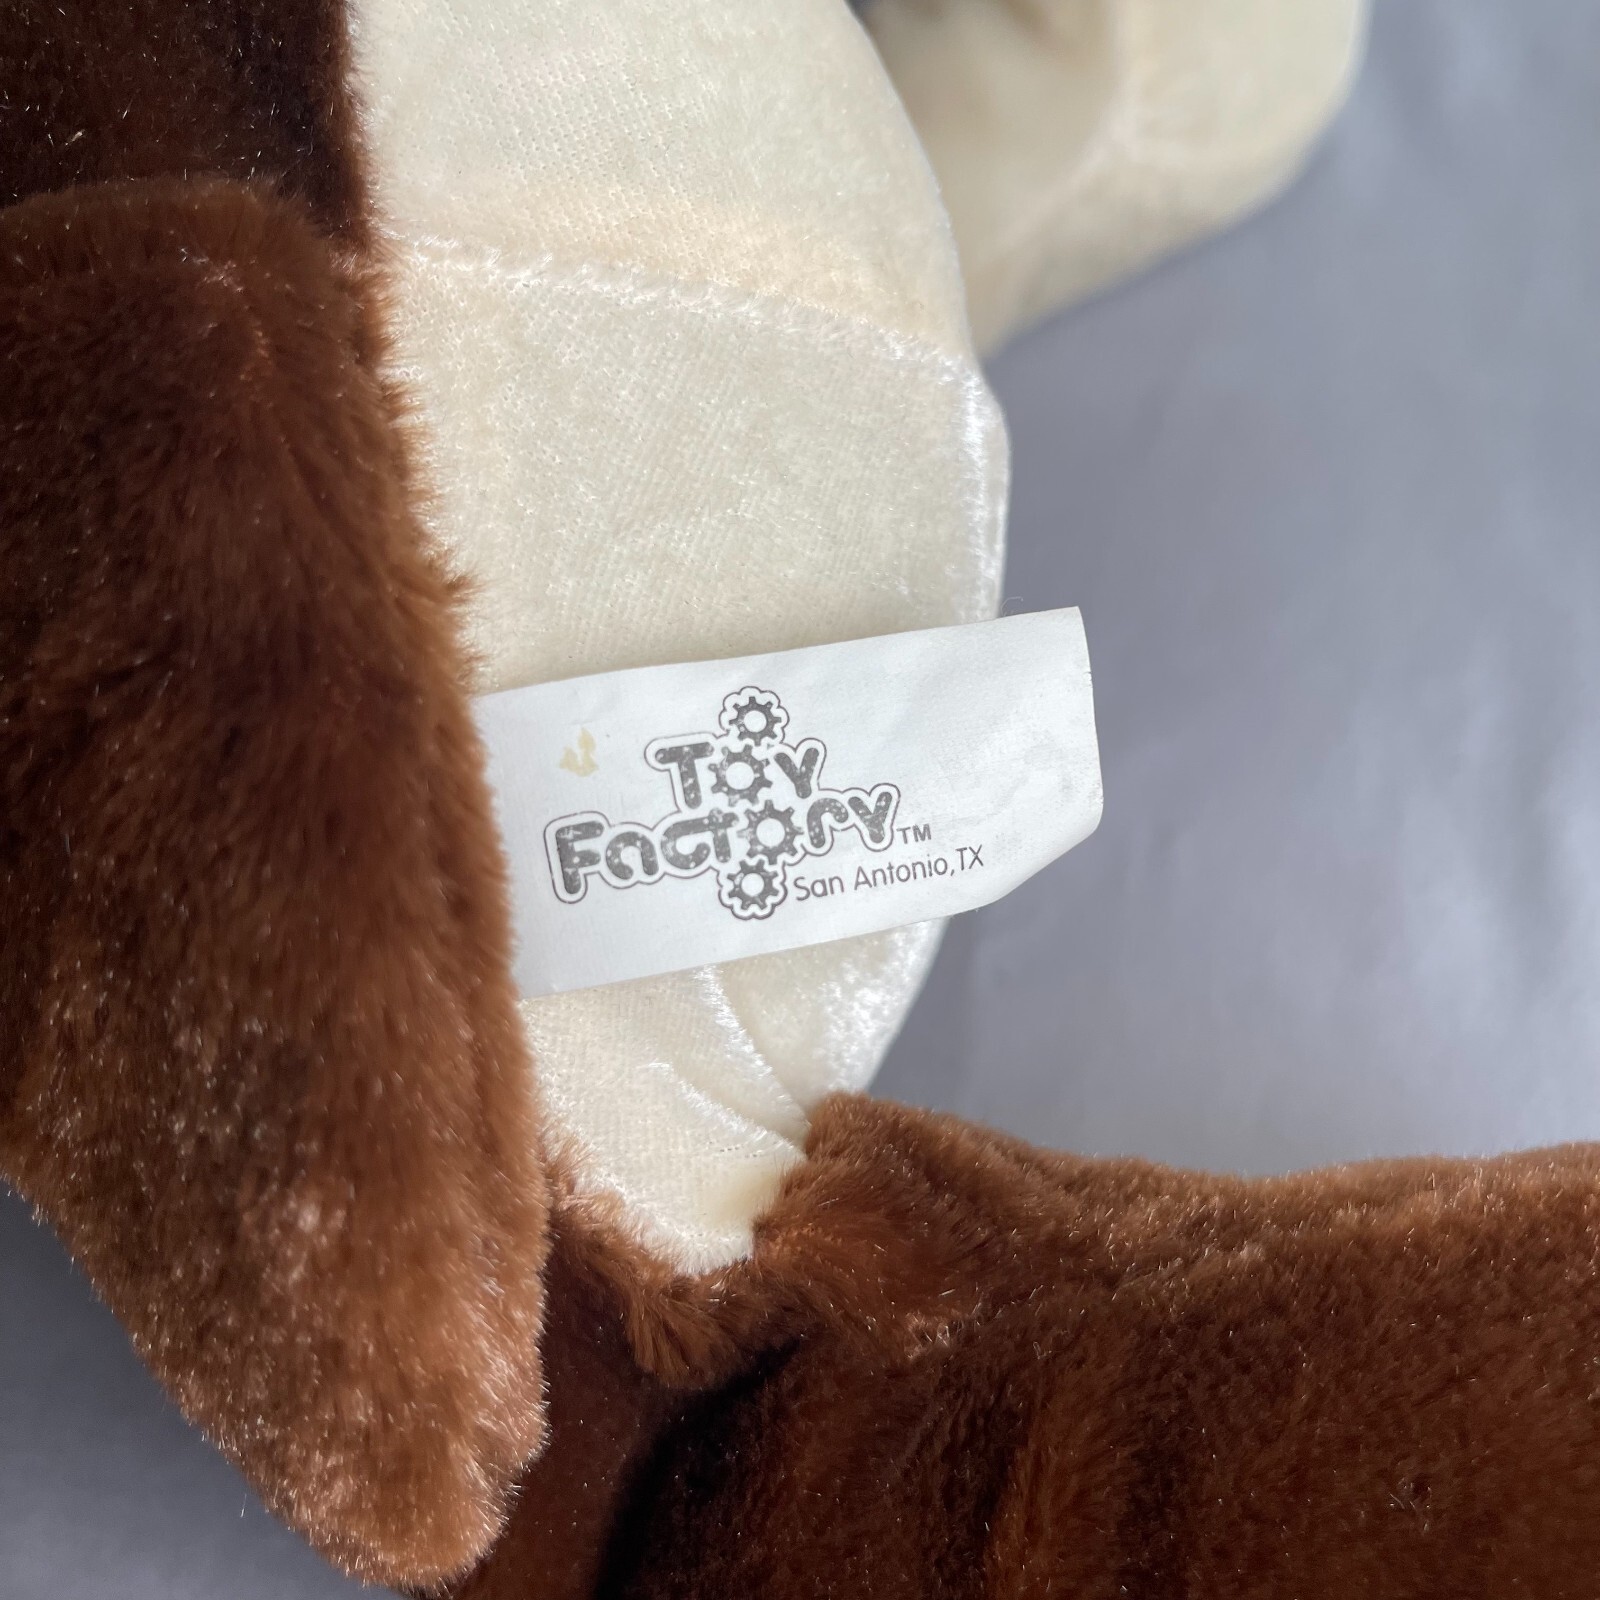 Toy
Factory™
San Antonio, TX